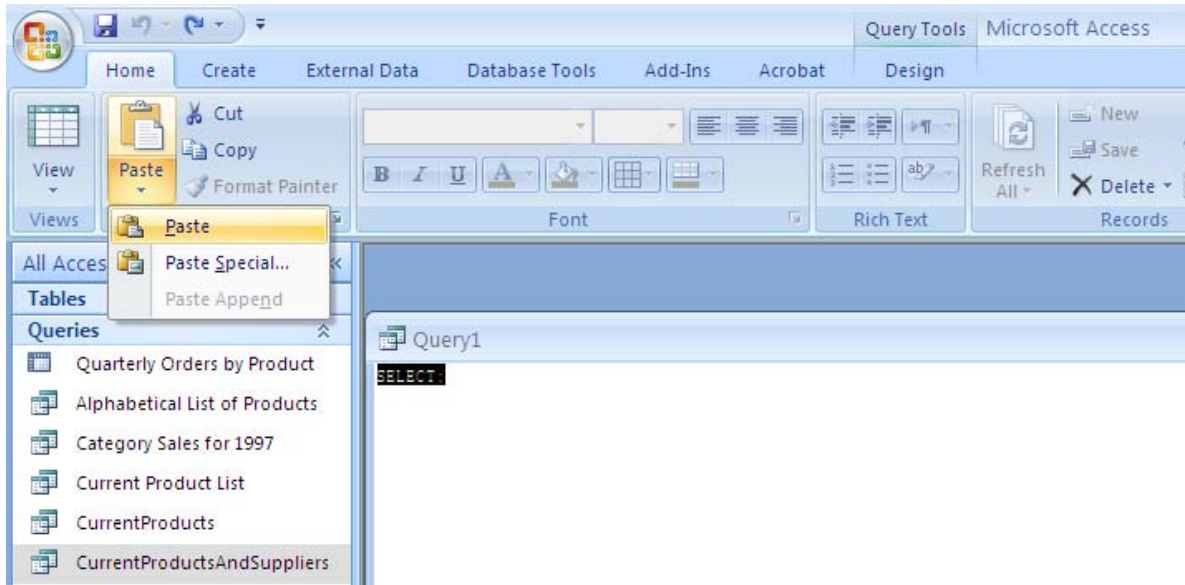 Query Tools Microsoft Access
Home Create External Data Database Tools Add-Ins Acrobat Design
View
Views
Paste
Cut
Copy
Format Painter
B I U A
Font
ab
Rich Text
Refresh All
New
Save
Delete
Records
Paste
Paste Special...
Paste Append
All Acces
Tables
Queries
Quarterly Orders by Product
Alphabetical List of Products
Category Sales for 1997
Current Product List
CurrentProducts
CurrentProductsAndSuppliers
Query1
SELECT;